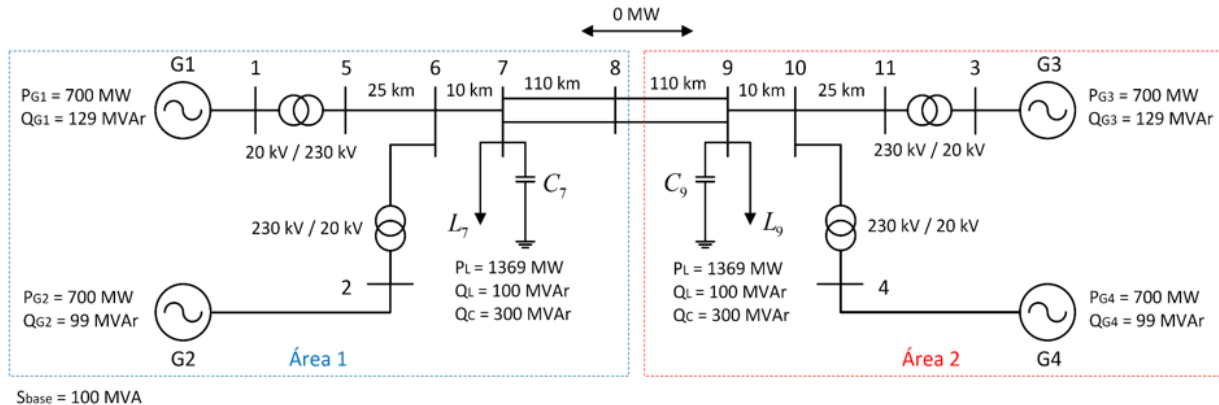 0 MW
G1
1
5
6
7
8
9
10
11
3
G3
25 km
10 km
110 km
110 km
10 km
25 km
PG1 = 700 MW
QG1 = 129 MVAr
20 kV / 230 kV
230 kV / 20 kV
PG3 = 700 MW
QG3 = 129 MVAr
C7
C9
230 kV / 20 kV
L7
L9
230 kV / 20 kV
2
4
PL = 1369 MW
QL = 100 MVAr
QC = 300 MVAr
PL = 1369 MW
QL = 100 MVAr
QC = 300 MVAr
PG2 = 700 MW
QG2 = 99 MVAr
PG4 = 700 MW
QG4 = 99 MVAr
G2
Área 1
Área 2
G4
Sbase = 100 MVA